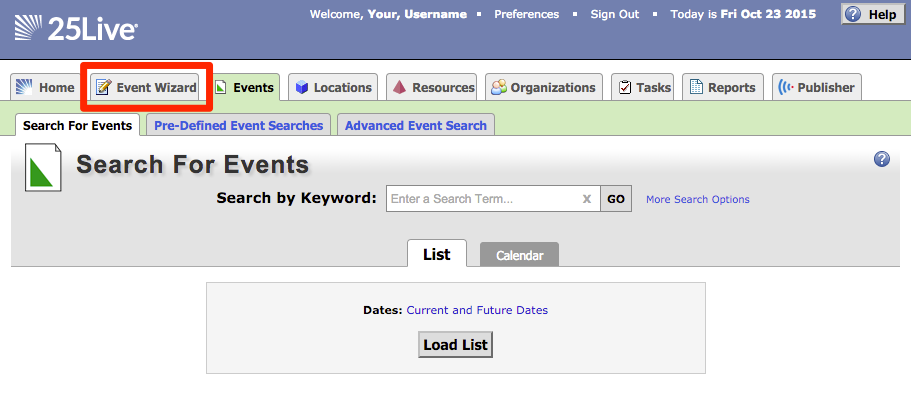 25Live®
Welcome, Your, Username ▪ Preferences ▪ Sign Out ▪ Today is Fri Oct 23 2015
? Help
Home
Event Wizard
Events
Locations
Resources
Organizations
Tasks
Reports
Publisher
Search For Events
Pre-Defined Event Searches
Advanced Event Search
Search For Events
?
Search by Keyword: Enter a Search Term... x GO More Search Options
List
Calendar
Dates: Current and Future Dates
Load List